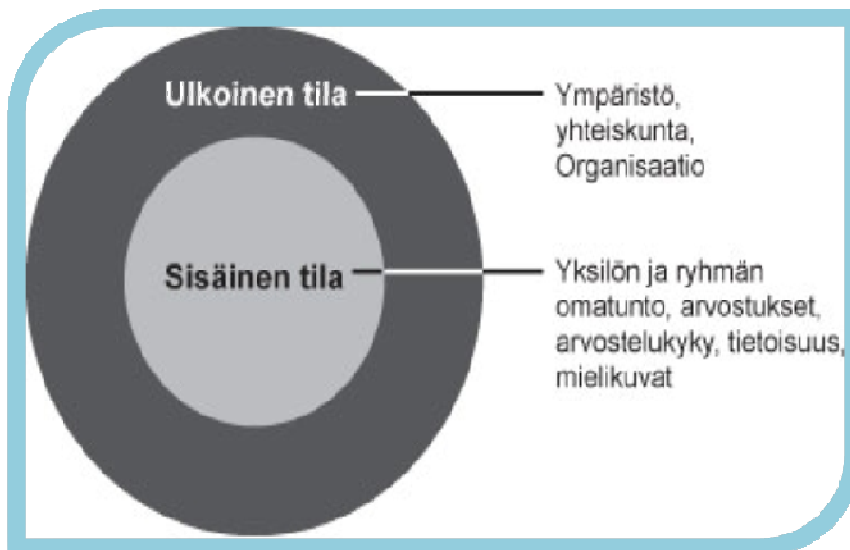 Ulkoinen tila
Ympäristö,
yhteiskunta,
Organisaatio
Sisäinen tila
Yksilön ja ryhmän
omatunto, arvostukset,
arvostelukyky, tietoisuus,
mielikuvat